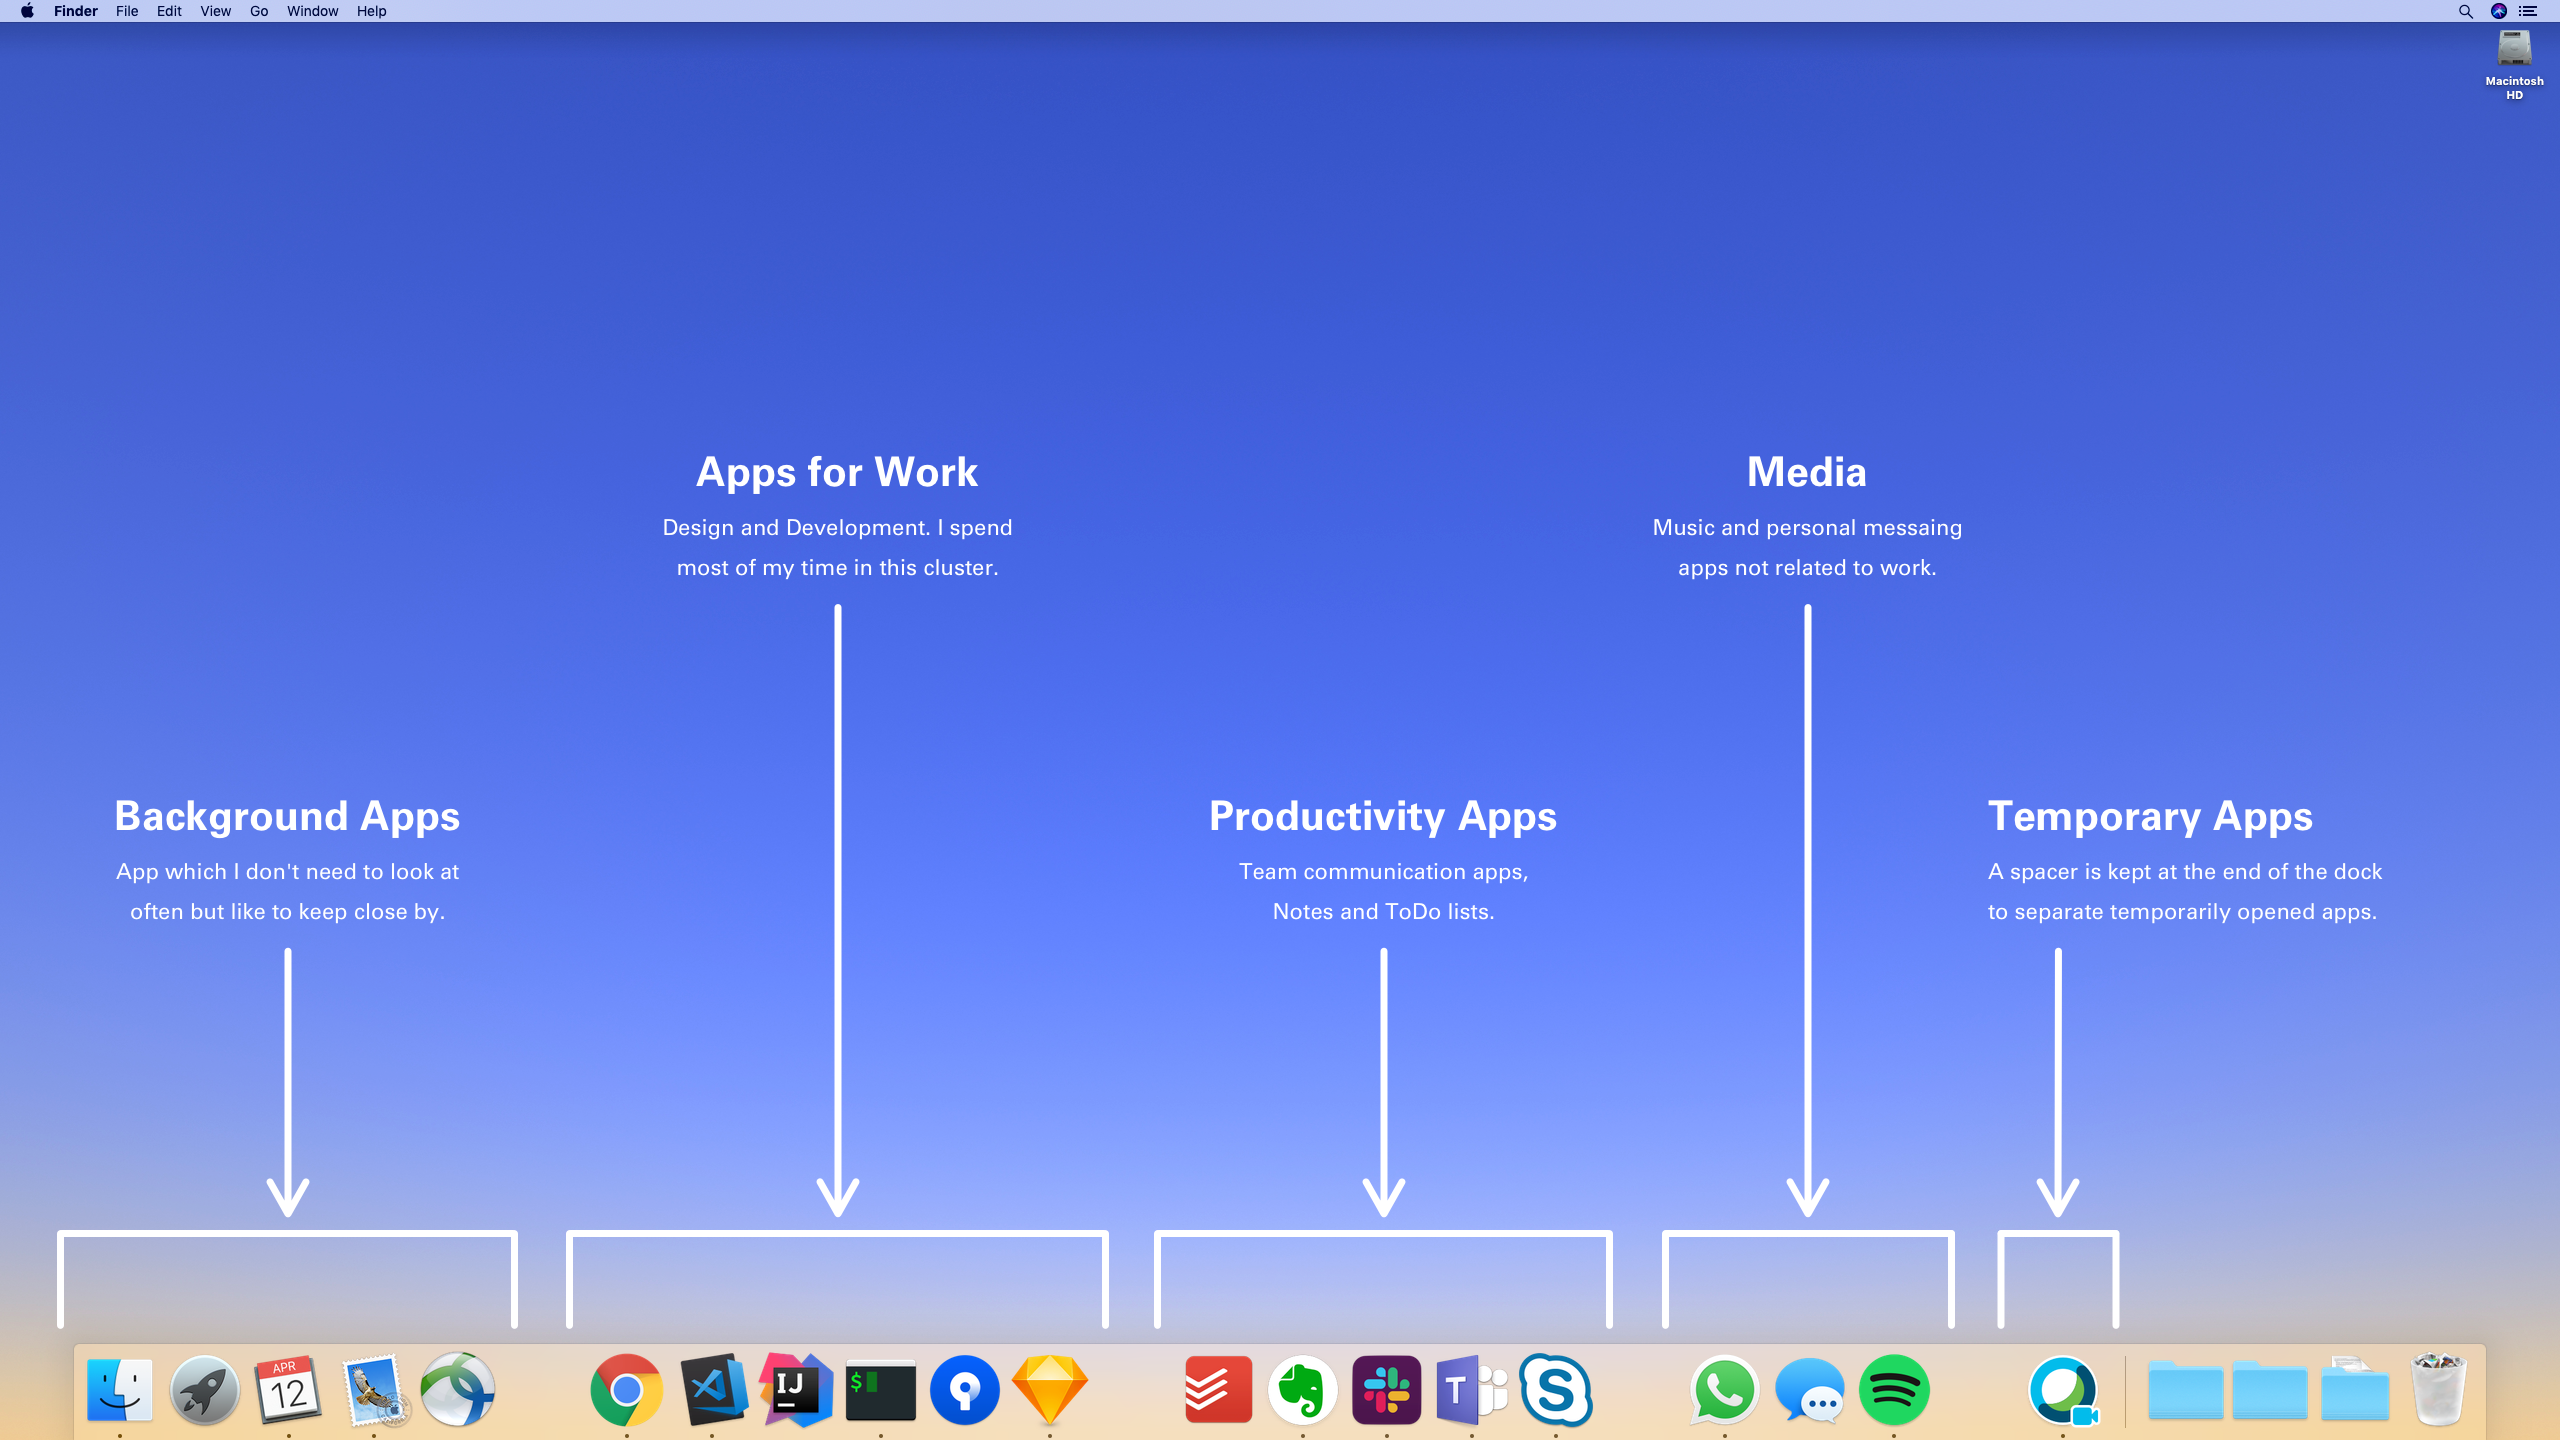 Finder File Edit View Go Window Help
Macintosh
HD
Apps for Work
Design and Development. I spend
most of my time in this cluster.
Media
Music and personal messaing
apps not related to work.
Background Apps
App which I don't need to look at
often but like to keep close by.
Productivity Apps
Team communication apps,
Notes and ToDo lists.
Temporary Apps
A spacer is kept at the end of the dock
to separate temporarily opened apps.
APR
12
IJ
$
T
S